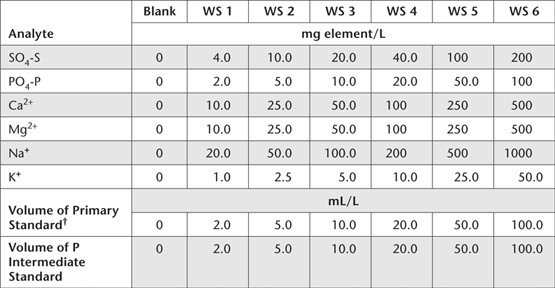 Blank WS 1 WS 2 WS 3 WS 4 WS 5 WS 6
Analyte mg element/L
SO₄-S 0 4.0 10.0 20.0 40.0 100 200
PO₄-P 0 2.0 5.0 10.0 20.0 50.0 100
Ca²⁺ 0 10.0 25.0 50.0 100 250 500
Mg²⁺ 0 10.0 25.0 50.0 100 250 500
Na⁺ 0 20.0 50.0 100.0 200 500 1000
K⁺ 0 1.0 2.5 5.0 10.0 25.0 50.0
mL/L
Volume of Primary
Standard† 0 2.0 5.0 10.0 20.0 50.0 100.0
Volume of P
Intermediate
Standard 0 2.0 5.0 10.0 20.0 50.0 100.0